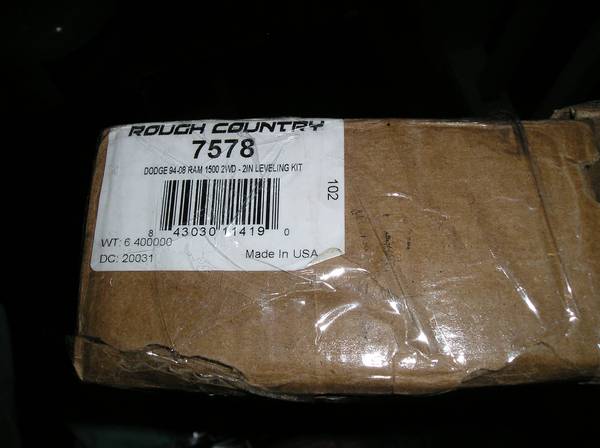 ROUGH COUNTRY
7578
DODGE 94-08 RAM 1500 2WD - 2IN LEVELING KIT
102
8 43030 11419 0
WT: 6.400000
DC: 20031
Made In USA